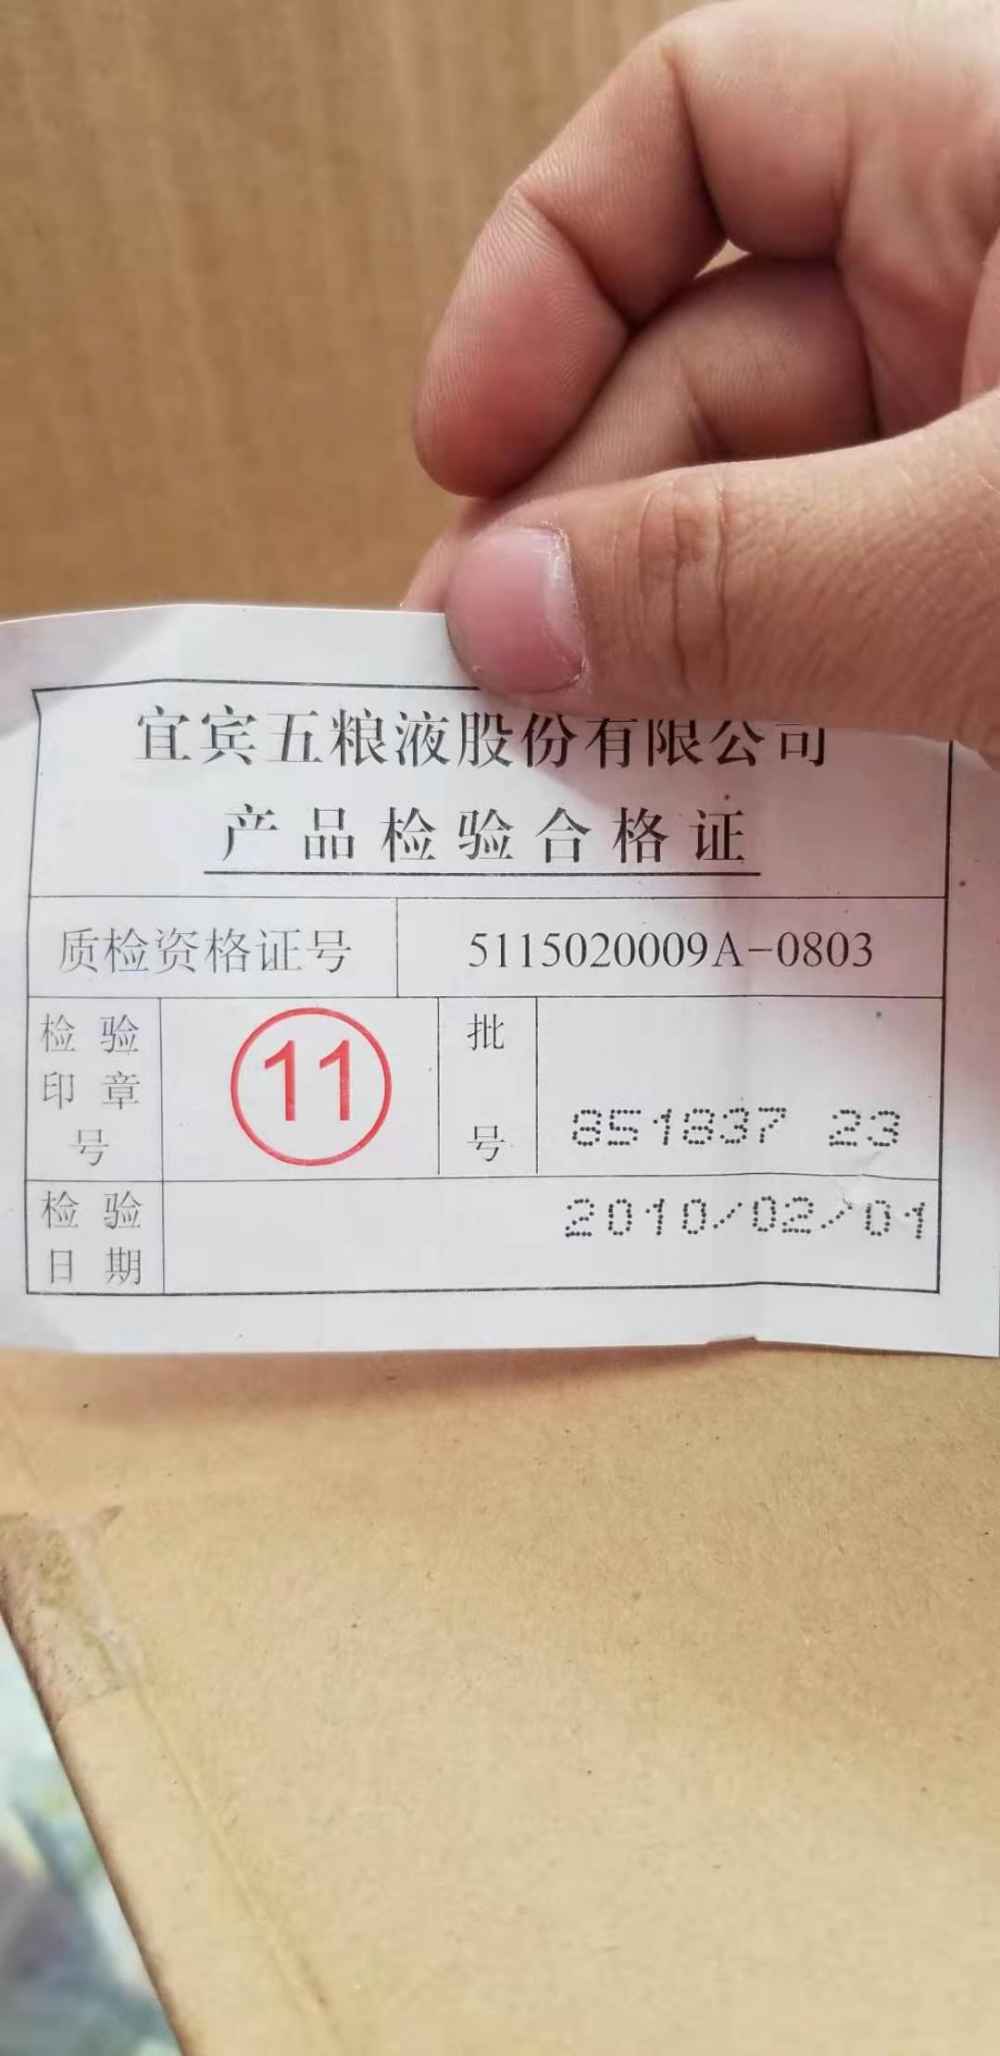 宜宾五粮液股份有限公司
产品检验合格证
质检资格证号 5115020009A-0803
检验印章号 11 批号 851837 23
检验日期 2010/02/01